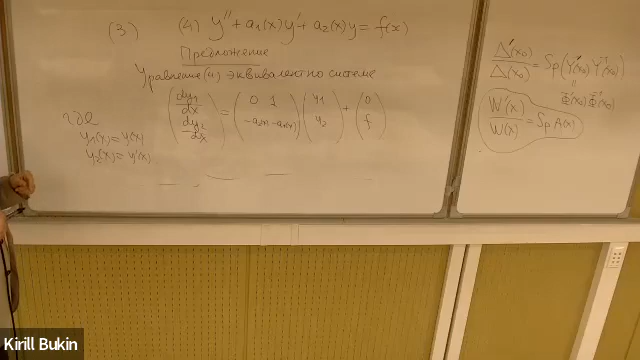 (3) (4) y'' + a₁(x)y' + a₂(x)y = f(x)
Предложение
Уравнение (4) эквивалентно системе
(dy₁/dx, dy₂/dx) = (0 1, -a₂(x) -a₁(x)) (y₁, y₂) + (0, f)
где
y₁(x) = y(x)
y₂(x) = y'(x)
Δ'(x₀)/Δ(x₀) = Sp(Y'(x₀) Y⁻¹(x₀))
W'(x)/W(x) = Sp A(x)
Kirill Bukin